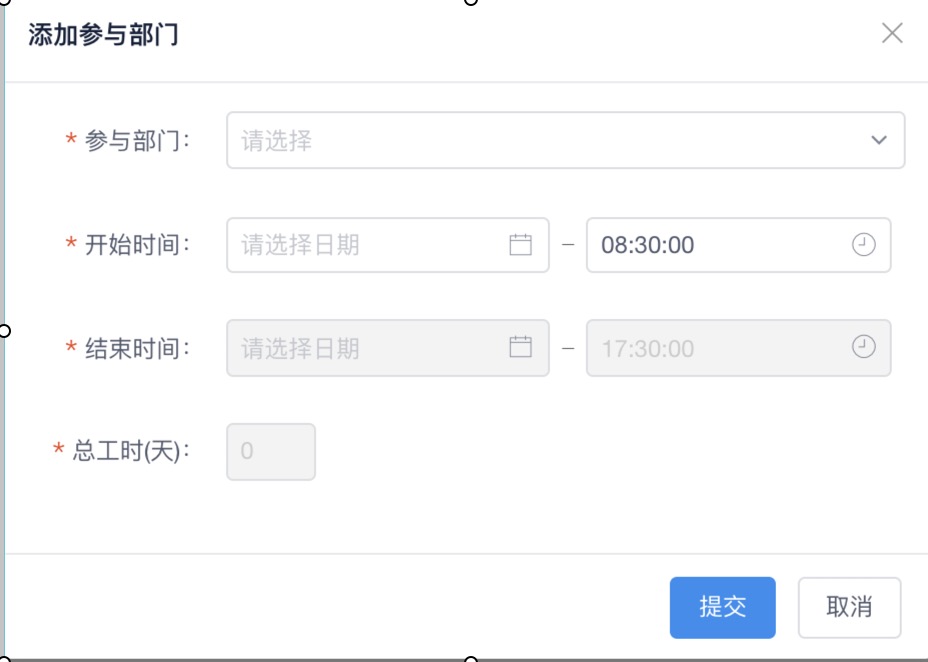 添加参与部门
* 参与部门： 请选择
* 开始时间： 请选择日期 – 08:30:00
* 结束时间： 请选择日期 – 17:30:00
* 总工时(天)： 0
提交 取消